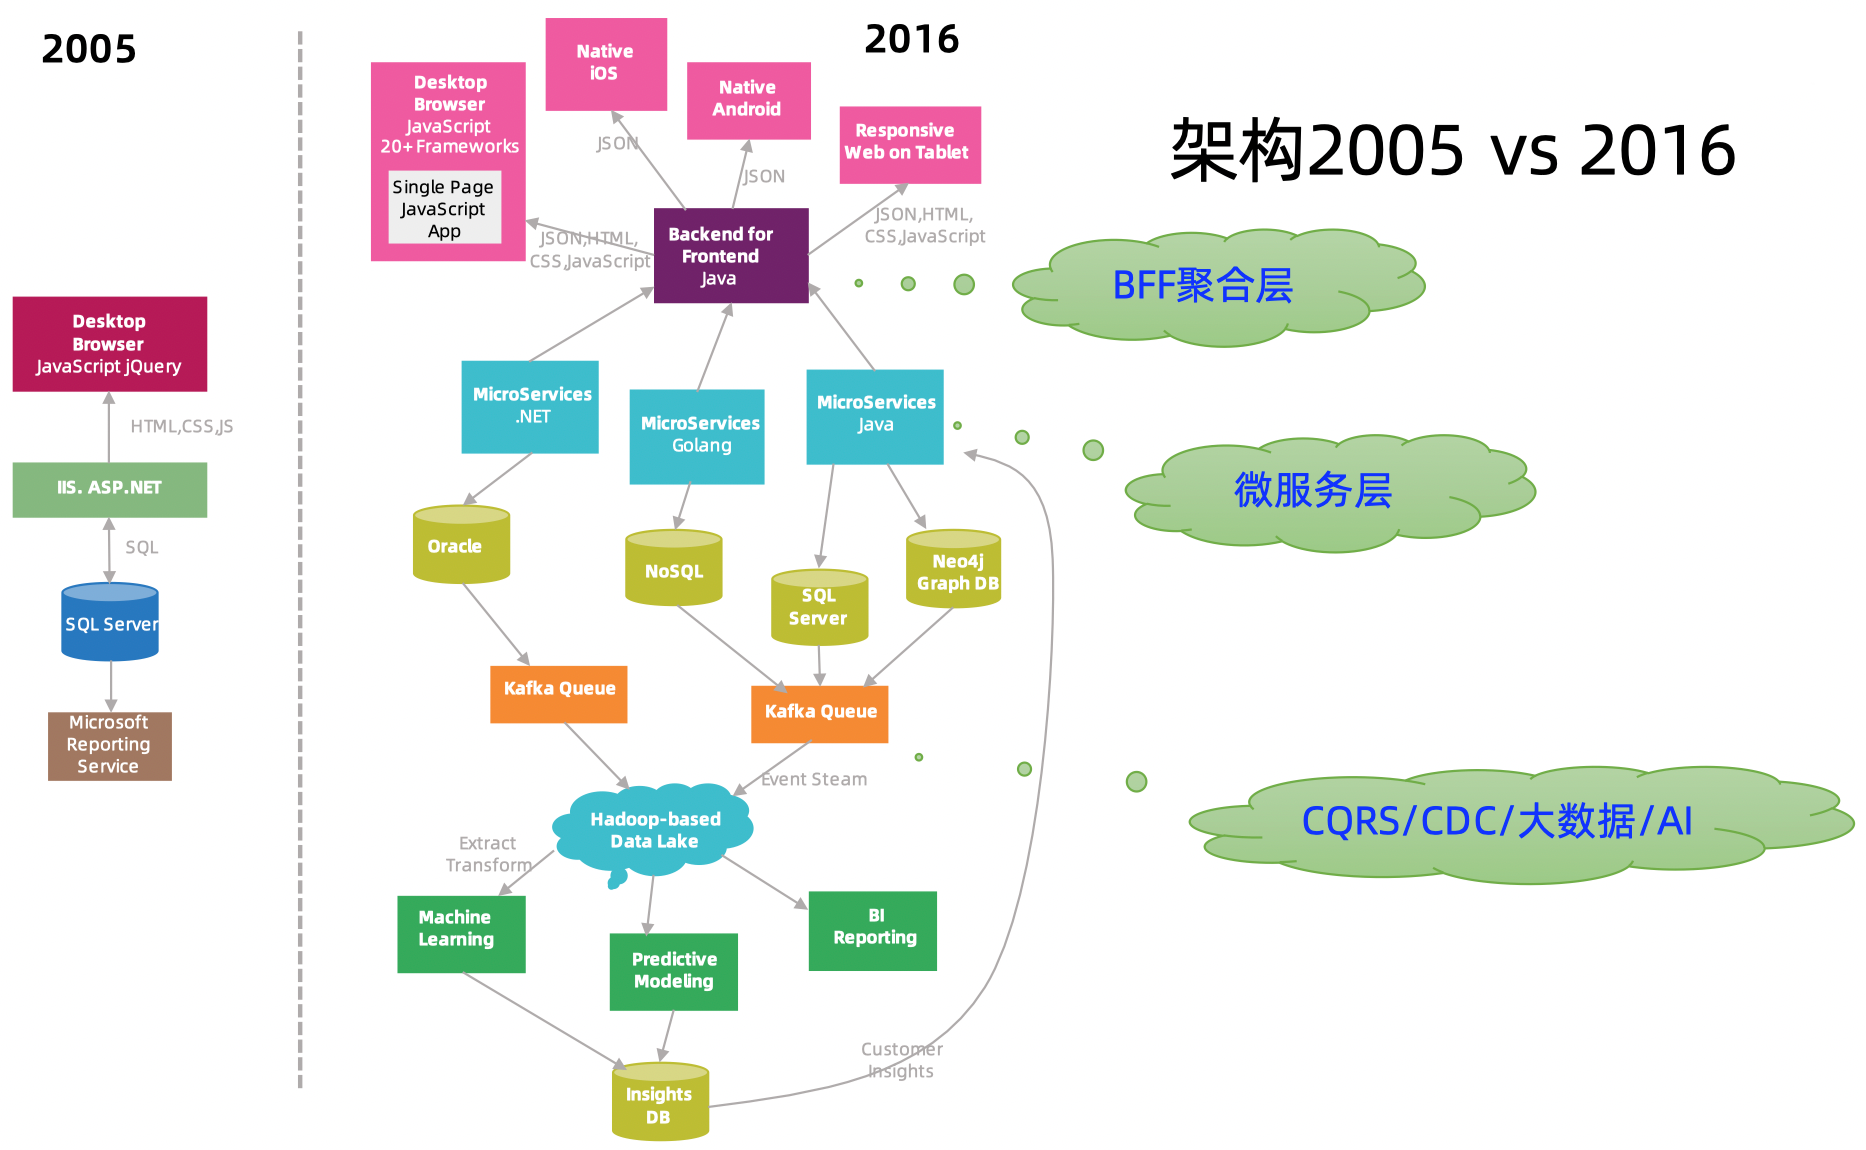 2005
2016
架构2005 vs 2016
Desktop
Browser
JavaScript jQuery
HTML,CSS,JS
IIS. ASP.NET
SQL
SQL Server
Microsoft
Reporting
Service
Native
iOS
Desktop
Browser
JavaScript
20+ Frameworks
Single Page
JavaScript
App
Native
Android
Responsive
Web on Tablet
JSON
JSON
JSON,HTML,
CSS,JavaScript
JSON,HTML,
CSS,JavaScript
Backend for
Frontend
Java
BFF聚合层
MicroServices
.NET
MicroServices
Golang
MicroServices
Java
微服务层
Oracle
NoSQL
SQL
Server
Neo4j
Graph DB
Kafka Queue
Kafka Queue
Event Steam
CQRS/CDC/大数据/AI
Hadoop-based
Data Lake
Extract
Transform
Machine
Learning
Predictive
Modeling
BI
Reporting
Customer
Insights
Insights
DB